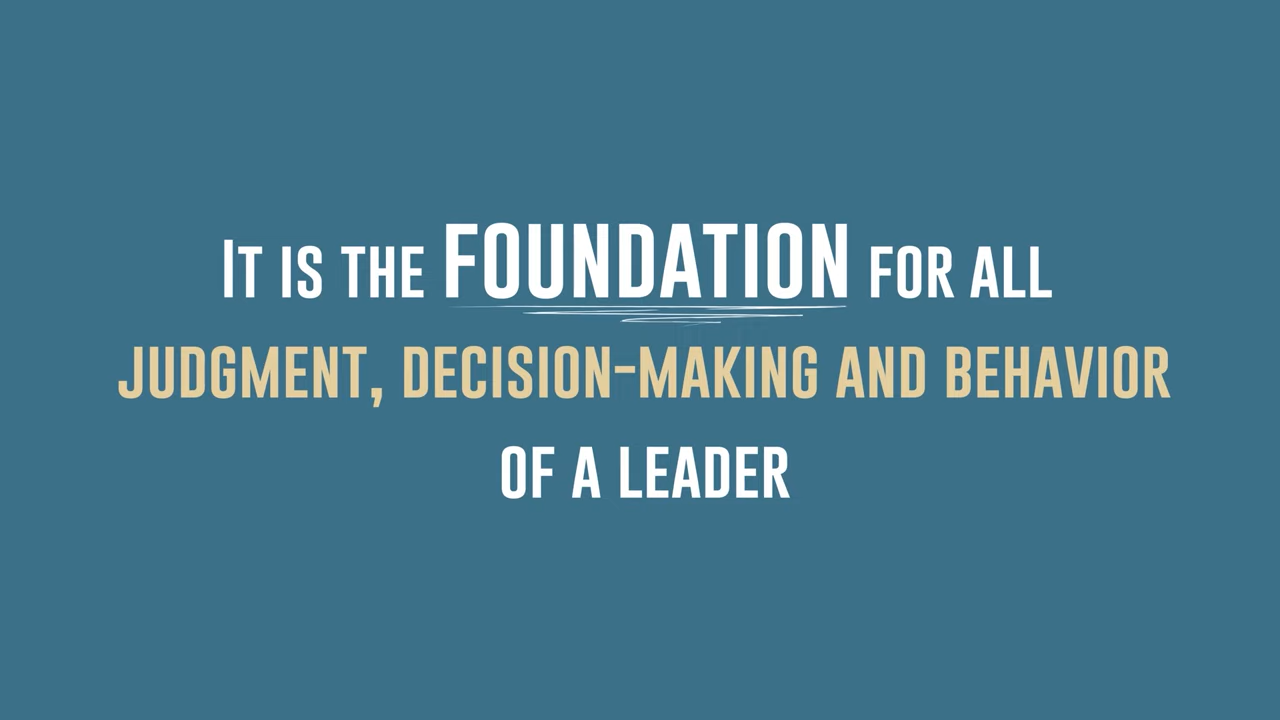 It is the FOUNDATION for all
judgment, decision-making and behavior
of a leader